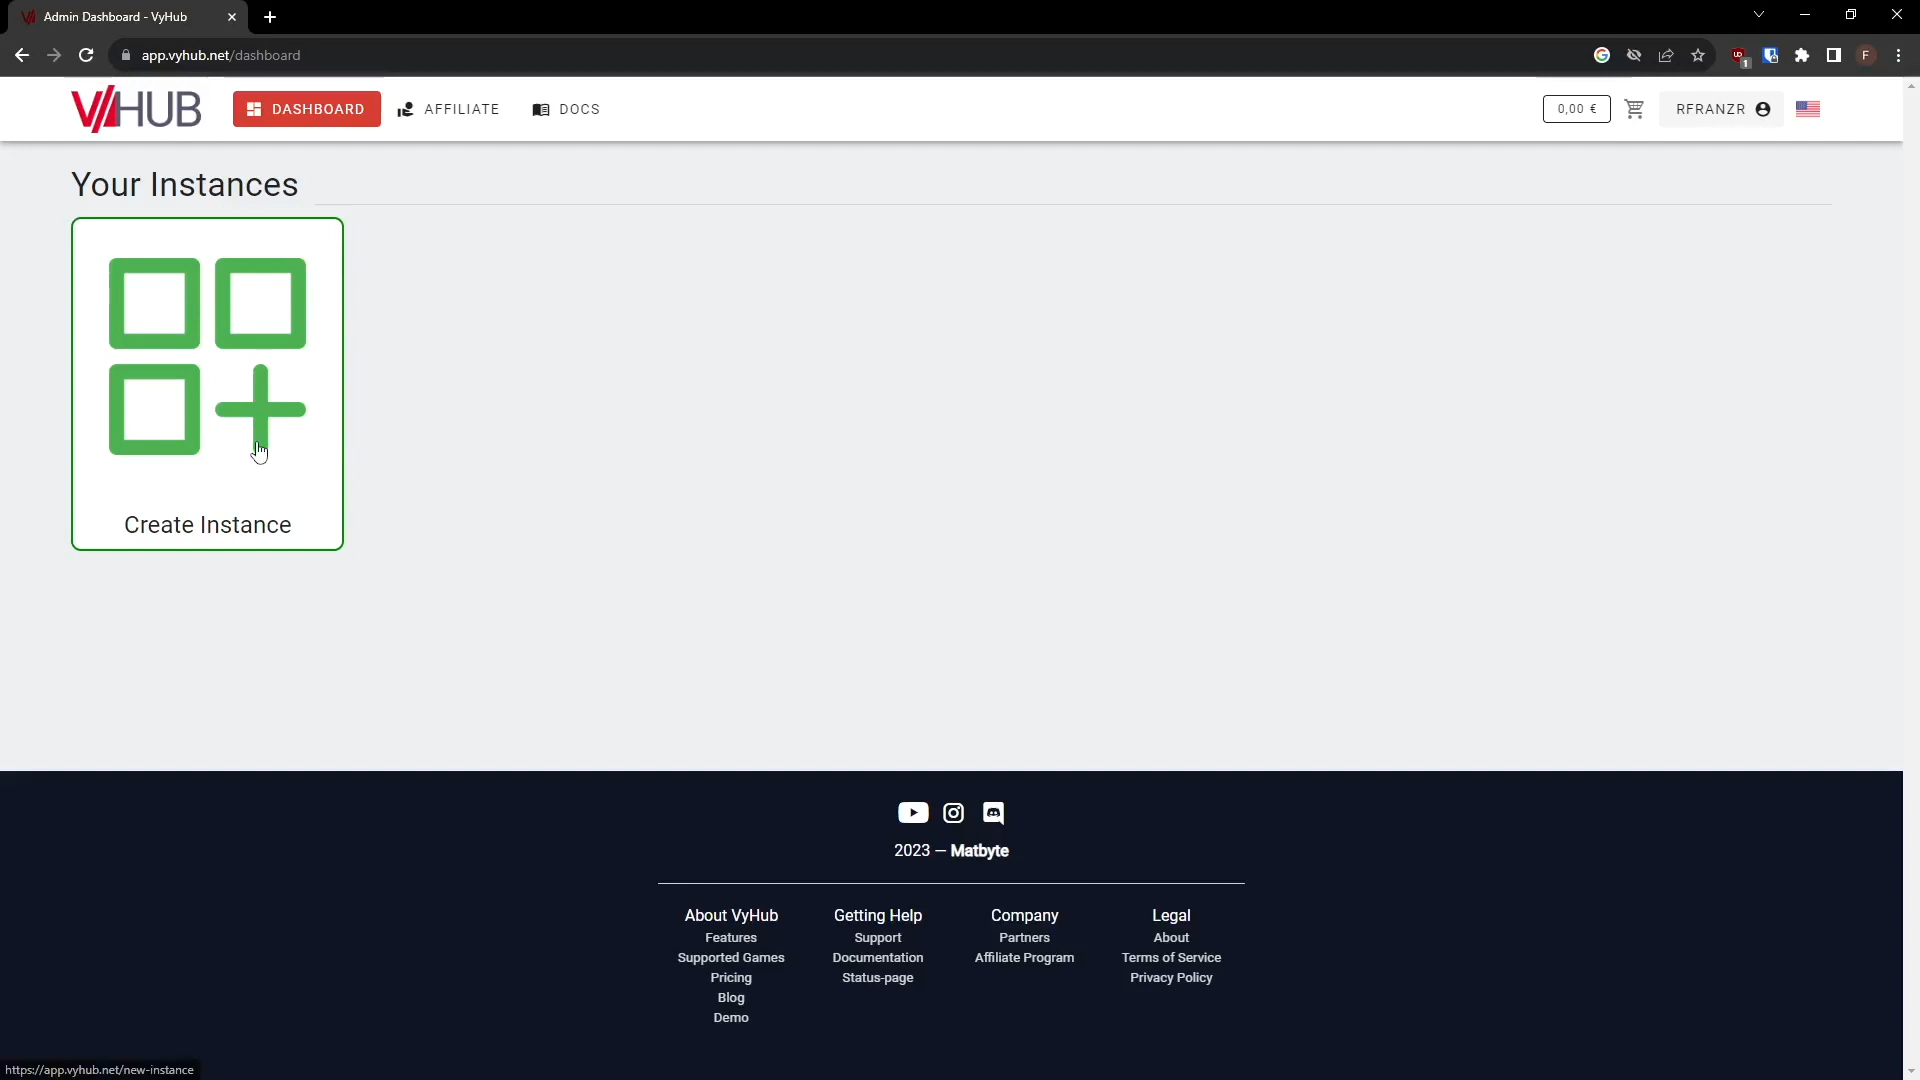 Admin Dashboard - VyHub
app.vyhub.net/dashboard
1
F
VHUB
DASHBOARD
AFFILIATE
DOCS
0,00 €
RFRANZR
Your Instances
Create Instance
2023 — Matbyte
About VyHub
Features
Supported Games
Pricing
Blog
Demo
Getting Help
Support
Documentation
Status-page
Company
Partners
Affiliate Program
Legal
About
Terms of Service
Privacy Policy
https://app.vyhub.net/new-instance